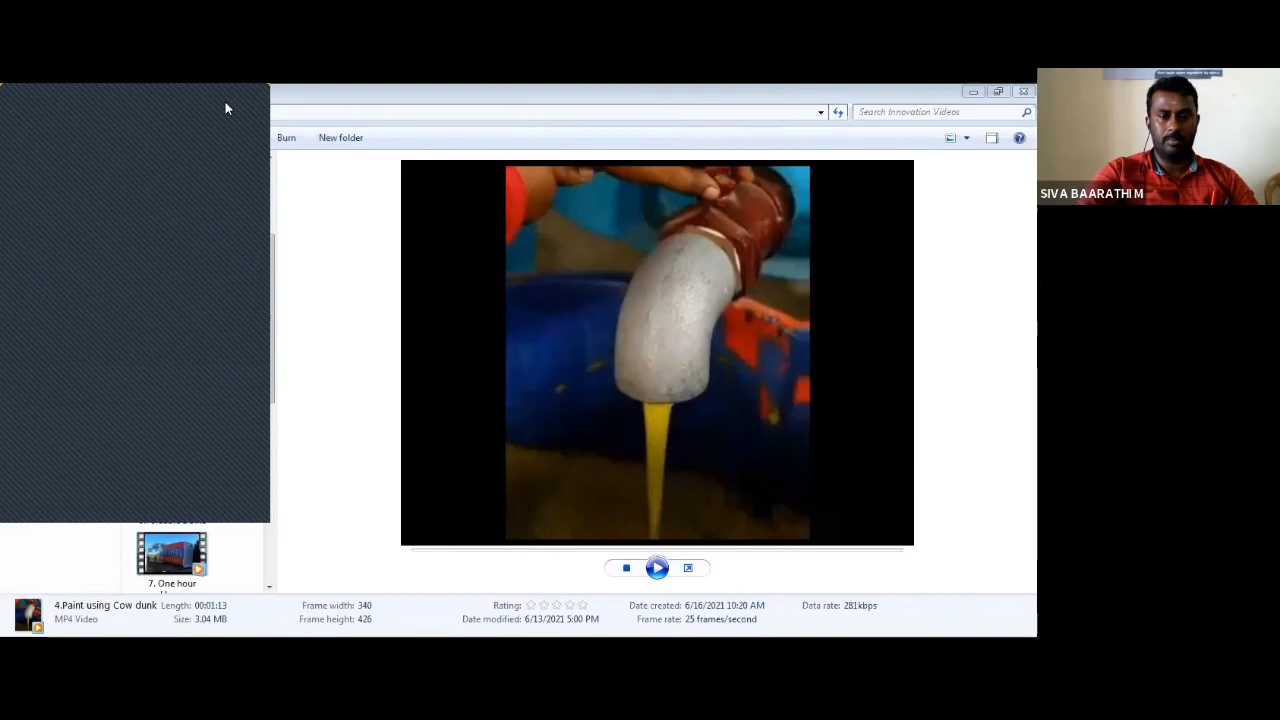 Search Innovation Videos
Burn New folder
SIVA BAARATHI M
7. One hour
4.Paint using Cow dunk Length: 00:01:13 Frame width: 340 Rating: Date created: 6/16/2021 10:20 AM Data rate: 281kbps
MP4 Video Size: 3.04 MB Frame height: 426 Date modified: 6/13/2021 5:00 PM Frame rate: 25 frames/second